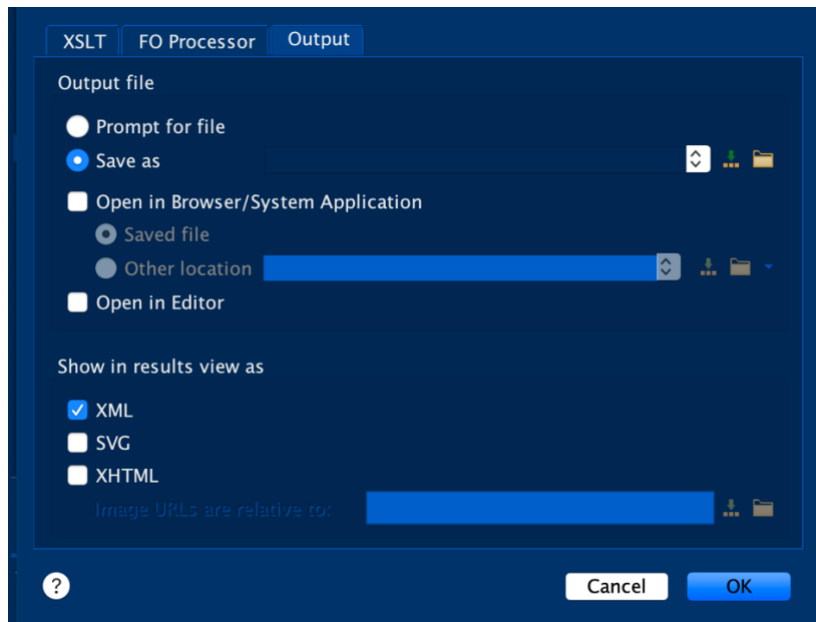 XSLT FO Processor Output
Output file
Prompt for file
Save as
Open in Browser/System Application
Saved file
Other location
Open in Editor
Show in results view as
XML
SVG
XHTML
Image URLs are relative to:
? Cancel OK